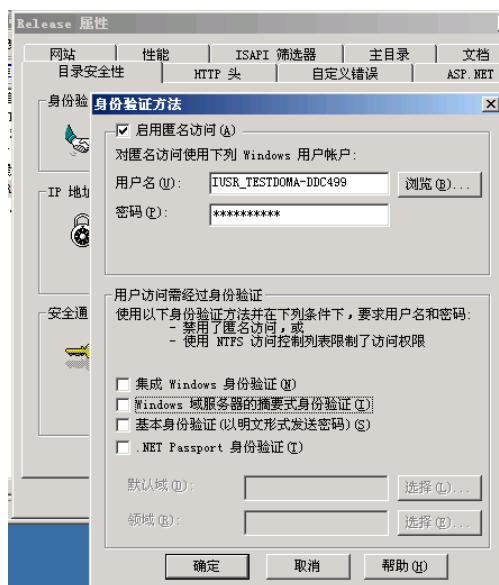 Release 属性
网站 性能 ISAPI 筛选器 主目录 文档
目录安全性 HTTP 头 自定义错误 ASP.NET
身份验
身份验证方法
启用匿名访问(A)
对匿名访问使用下列 Windows 用户帐户:
用户名(U): IUSR_TESTDOMA-DDC499 浏览(B)...
密码(P): **********
IP 地址
用户访问需经过身份验证
使用以下身份验证方法并在下列条件下，要求用户名和密码:
- 禁用了匿名访问，或
- 使用 NTFS 访问控制列表限制了访问权限
安全通
集成 Windows 身份验证(N)
Windows 域服务器的摘要式身份验证(I)
基本身份验证(以明文形式发送密码)(S)
.NET Passport 身份验证(T)
默认域(D): 选择(L)...
领域(R): 选择(E)...
确定 取消 帮助(H)